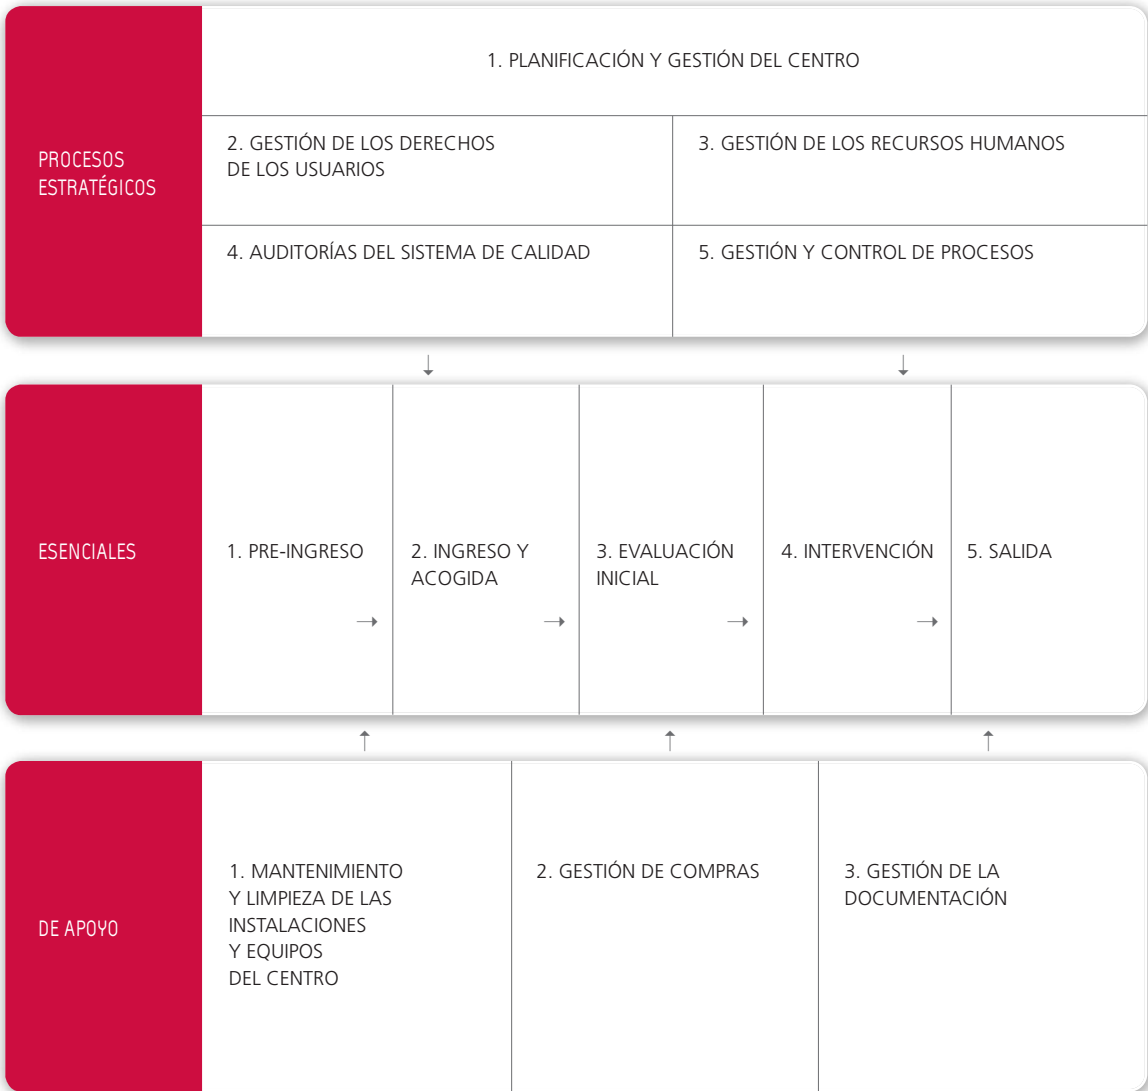 PROCESOS
ESTRATÉGICOS
1. PLANIFICACIÓN Y GESTIÓN DEL CENTRO
2. GESTIÓN DE LOS DERECHOS
DE LOS USUARIOS
3. GESTIÓN DE LOS RECURSOS HUMANOS
4. AUDITORÍAS DEL SISTEMA DE CALIDAD
5. GESTIÓN Y CONTROL DE PROCESOS
ESENCIALES
1. PRE-INGRESO
2. INGRESO Y
ACOGIDA
3. EVALUACIÓN
INICIAL
4. INTERVENCIÓN
5. SALIDA
DE APOYO
1. MANTENIMIENTO
Y LIMPIEZA DE LAS
INSTALACIONES
Y EQUIPOS
DEL CENTRO
2. GESTIÓN DE COMPRAS
3. GESTIÓN DE LA
DOCUMENTACIÓN